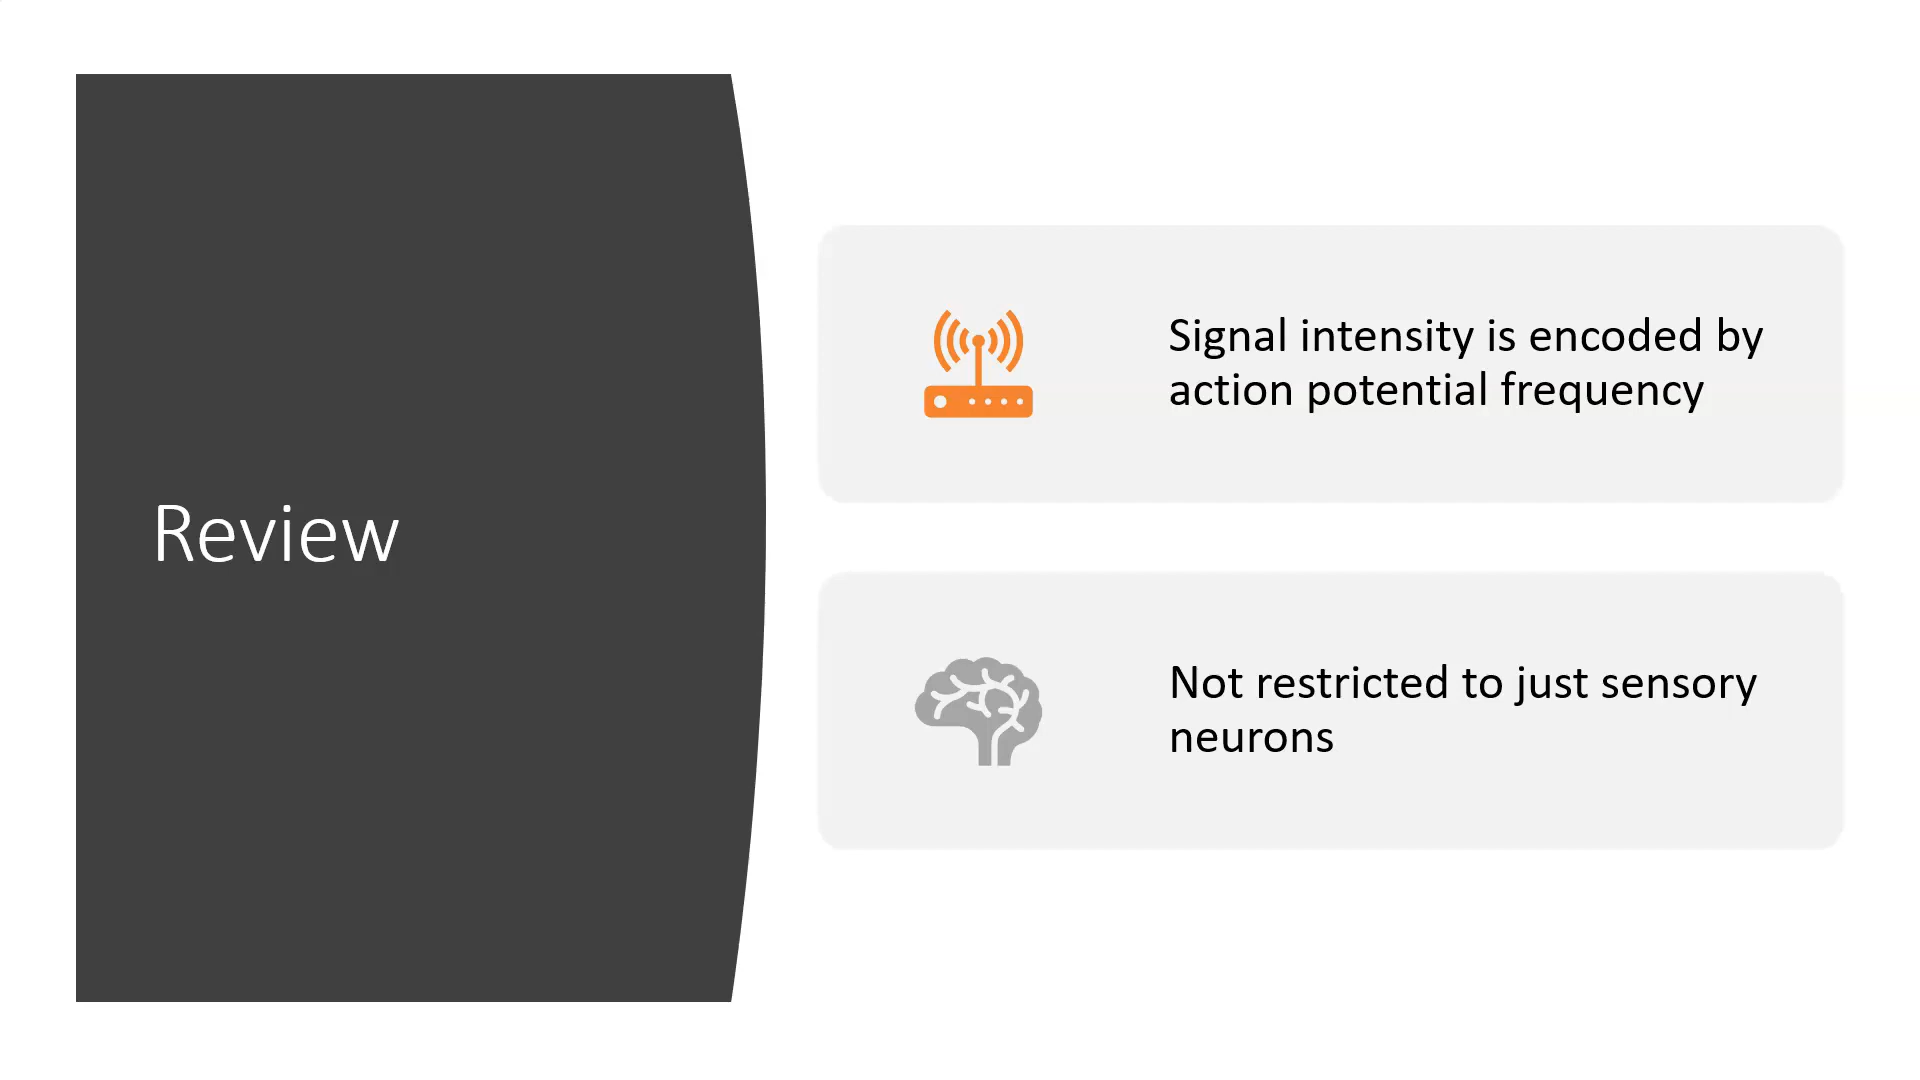 Review
Signal intensity is encoded by
action potential frequency
Not restricted to just sensory
neurons